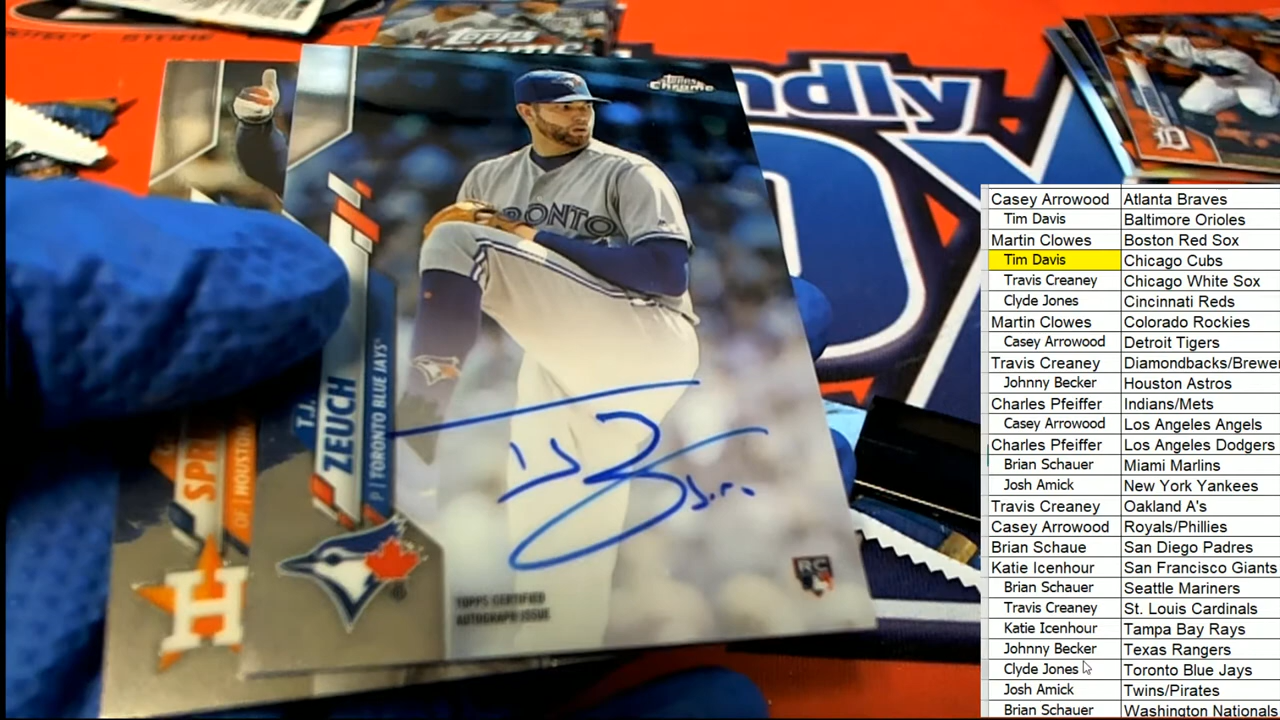 Topps
Chrome
ndly
Topps
Chrome
TORONTO
T.J.
ZEUCH
P | TORONTO BLUE JAYS
SPR
OF | HOUSTON
H
D
RC
TOPPS CERTIFIED
AUTOGRAPH ISSUE
Casey Arrowood Atlanta Braves
Tim Davis Baltimore Orioles
Martin Clowes Boston Red Sox
Tim Davis Chicago Cubs
Travis Creaney Chicago White Sox
Clyde Jones Cincinnati Reds
Martin Clowes Colorado Rockies
Casey Arrowood Detroit Tigers
Travis Creaney Diamondbacks/Brewer
Johnny Becker Houston Astros
Charles Pfeiffer Indians/Mets
Casey Arrowood Los Angeles Angels
Charles Pfeiffer Los Angeles Dodgers
Brian Schauer Miami Marlins
Josh Amick New York Yankees
Travis Creaney Oakland A's
Casey Arrowood Royals/Phillies
Brian Schaue San Diego Padres
Katie Icenhour San Francisco Giants
Brian Schauer Seattle Mariners
Travis Creaney St. Louis Cardinals
Katie Icenhour Tampa Bay Rays
Johnny Becker Texas Rangers
Clyde Jones Toronto Blue Jays
Josh Amick Twins/Pirates
Brian Schauer Washington Nationals